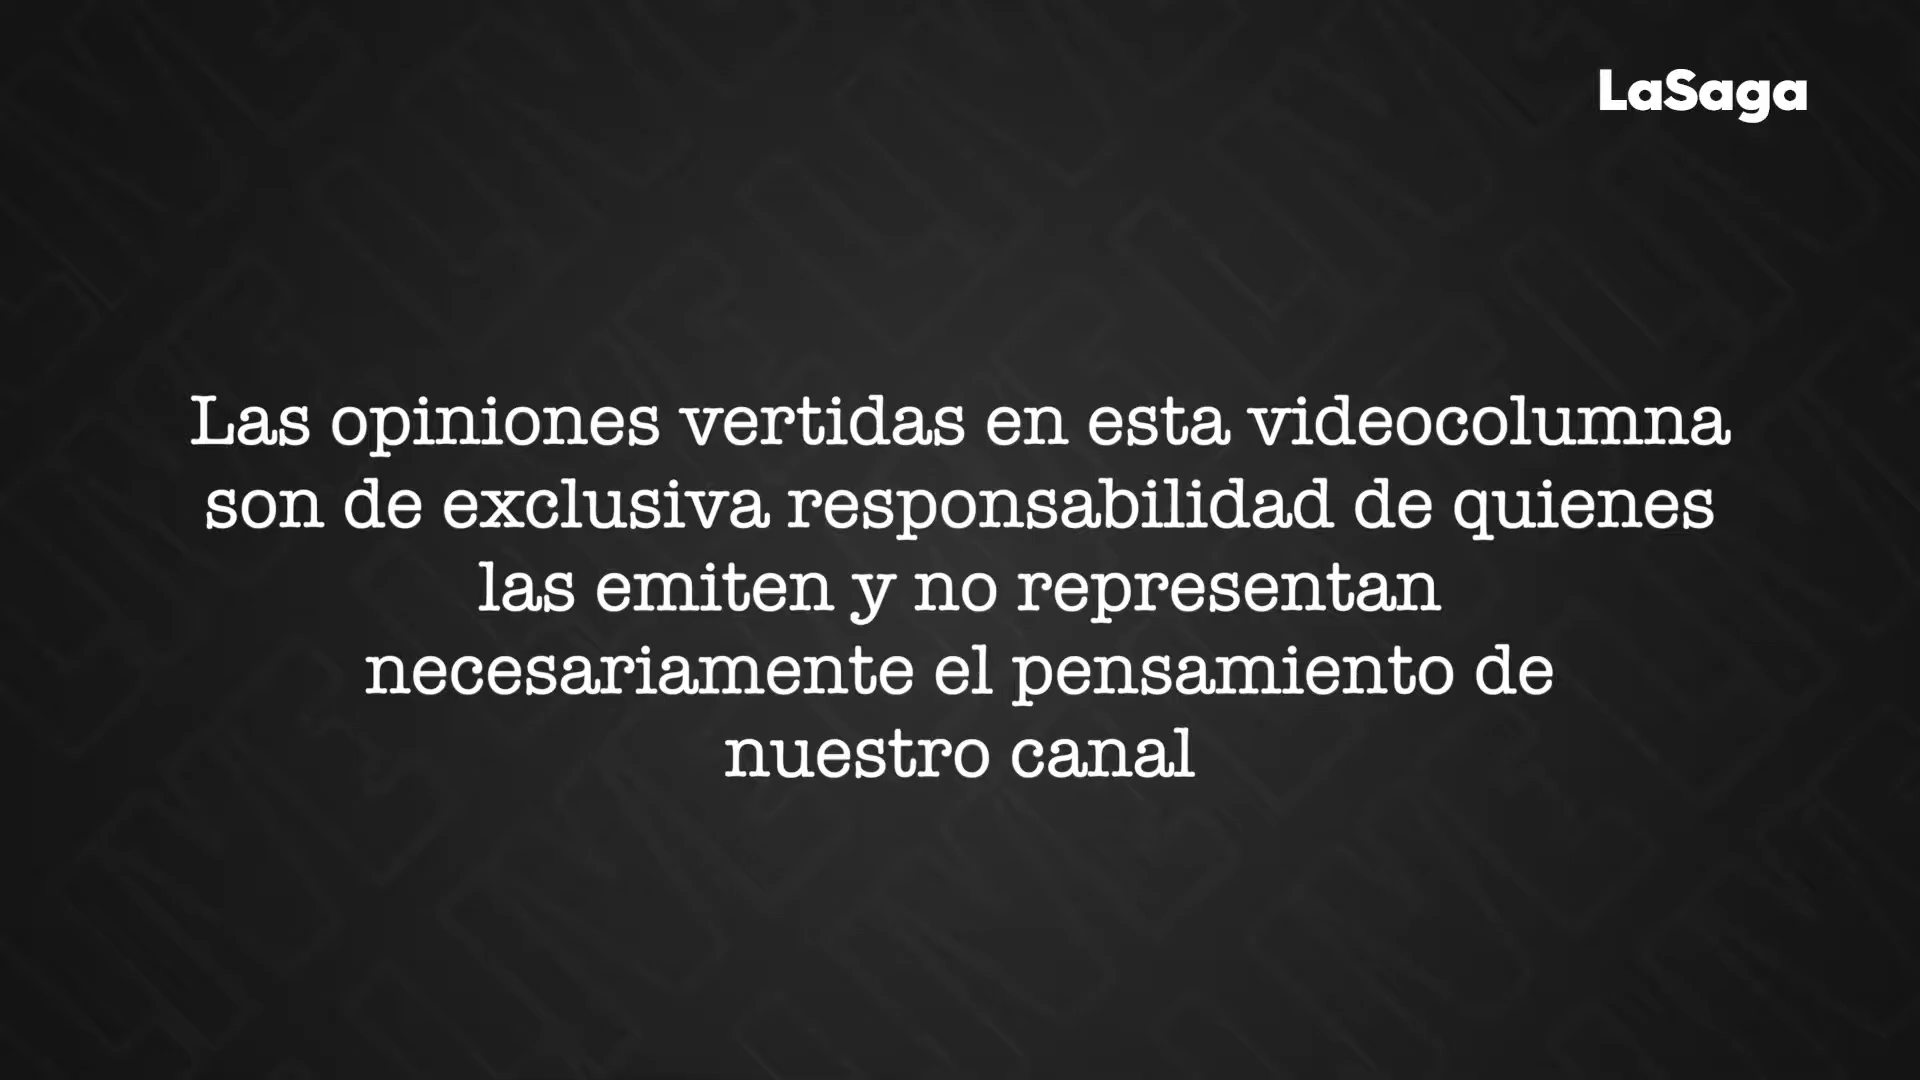 LaSaga
Las opiniones vertidas en esta videocolumna
son de exclusiva responsabilidad de quienes
las emiten y no representan
necesariamente el pensamiento de
nuestro canal